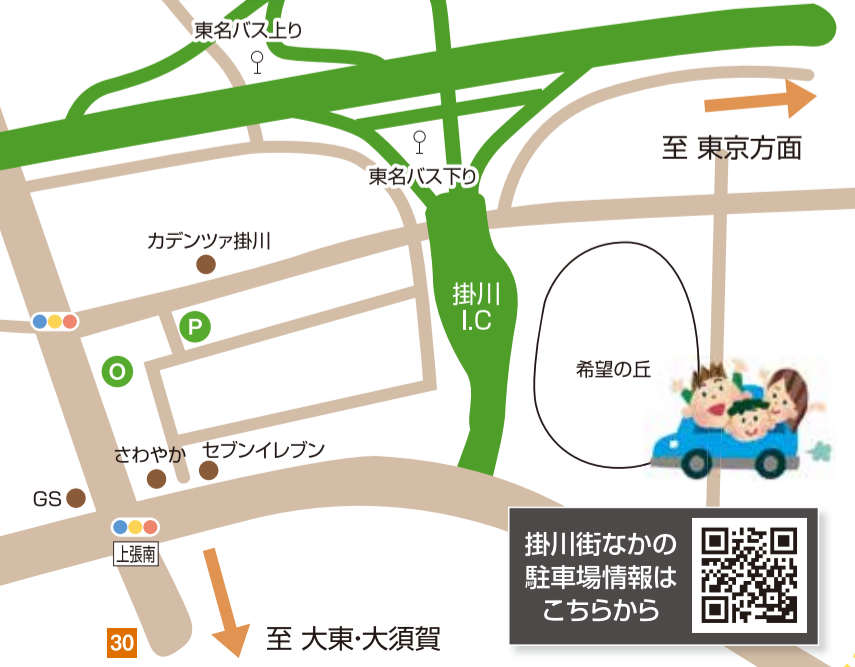 東名バス上り
至 東京方面
東名バス下り
カデンツァ掛川
掛川
I.C
P
O
希望の丘
さわやか
セブンイレブン
GS
上張南
掛川街なかの
駐車場情報は
こちらから
30
至 大東・大須賀